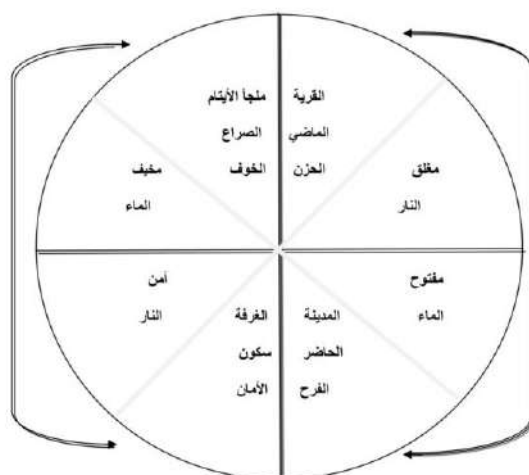 القرية
الماضي
الحزن
ملجأ الأيتام
الصراع
الخوف
مغلق
النار
مخيف
الماء
مفتوح
الماء
أمن
النار
المدينة
الحاضر
الفرح
الغرفة
سكون
الأمان